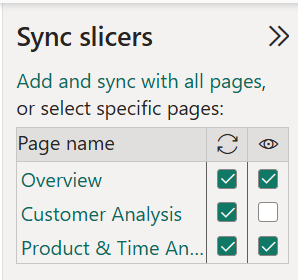 Sync slicers
Add and sync with all pages,
or select specific pages:
Page name
Overview
Customer Analysis
Product & Time An...